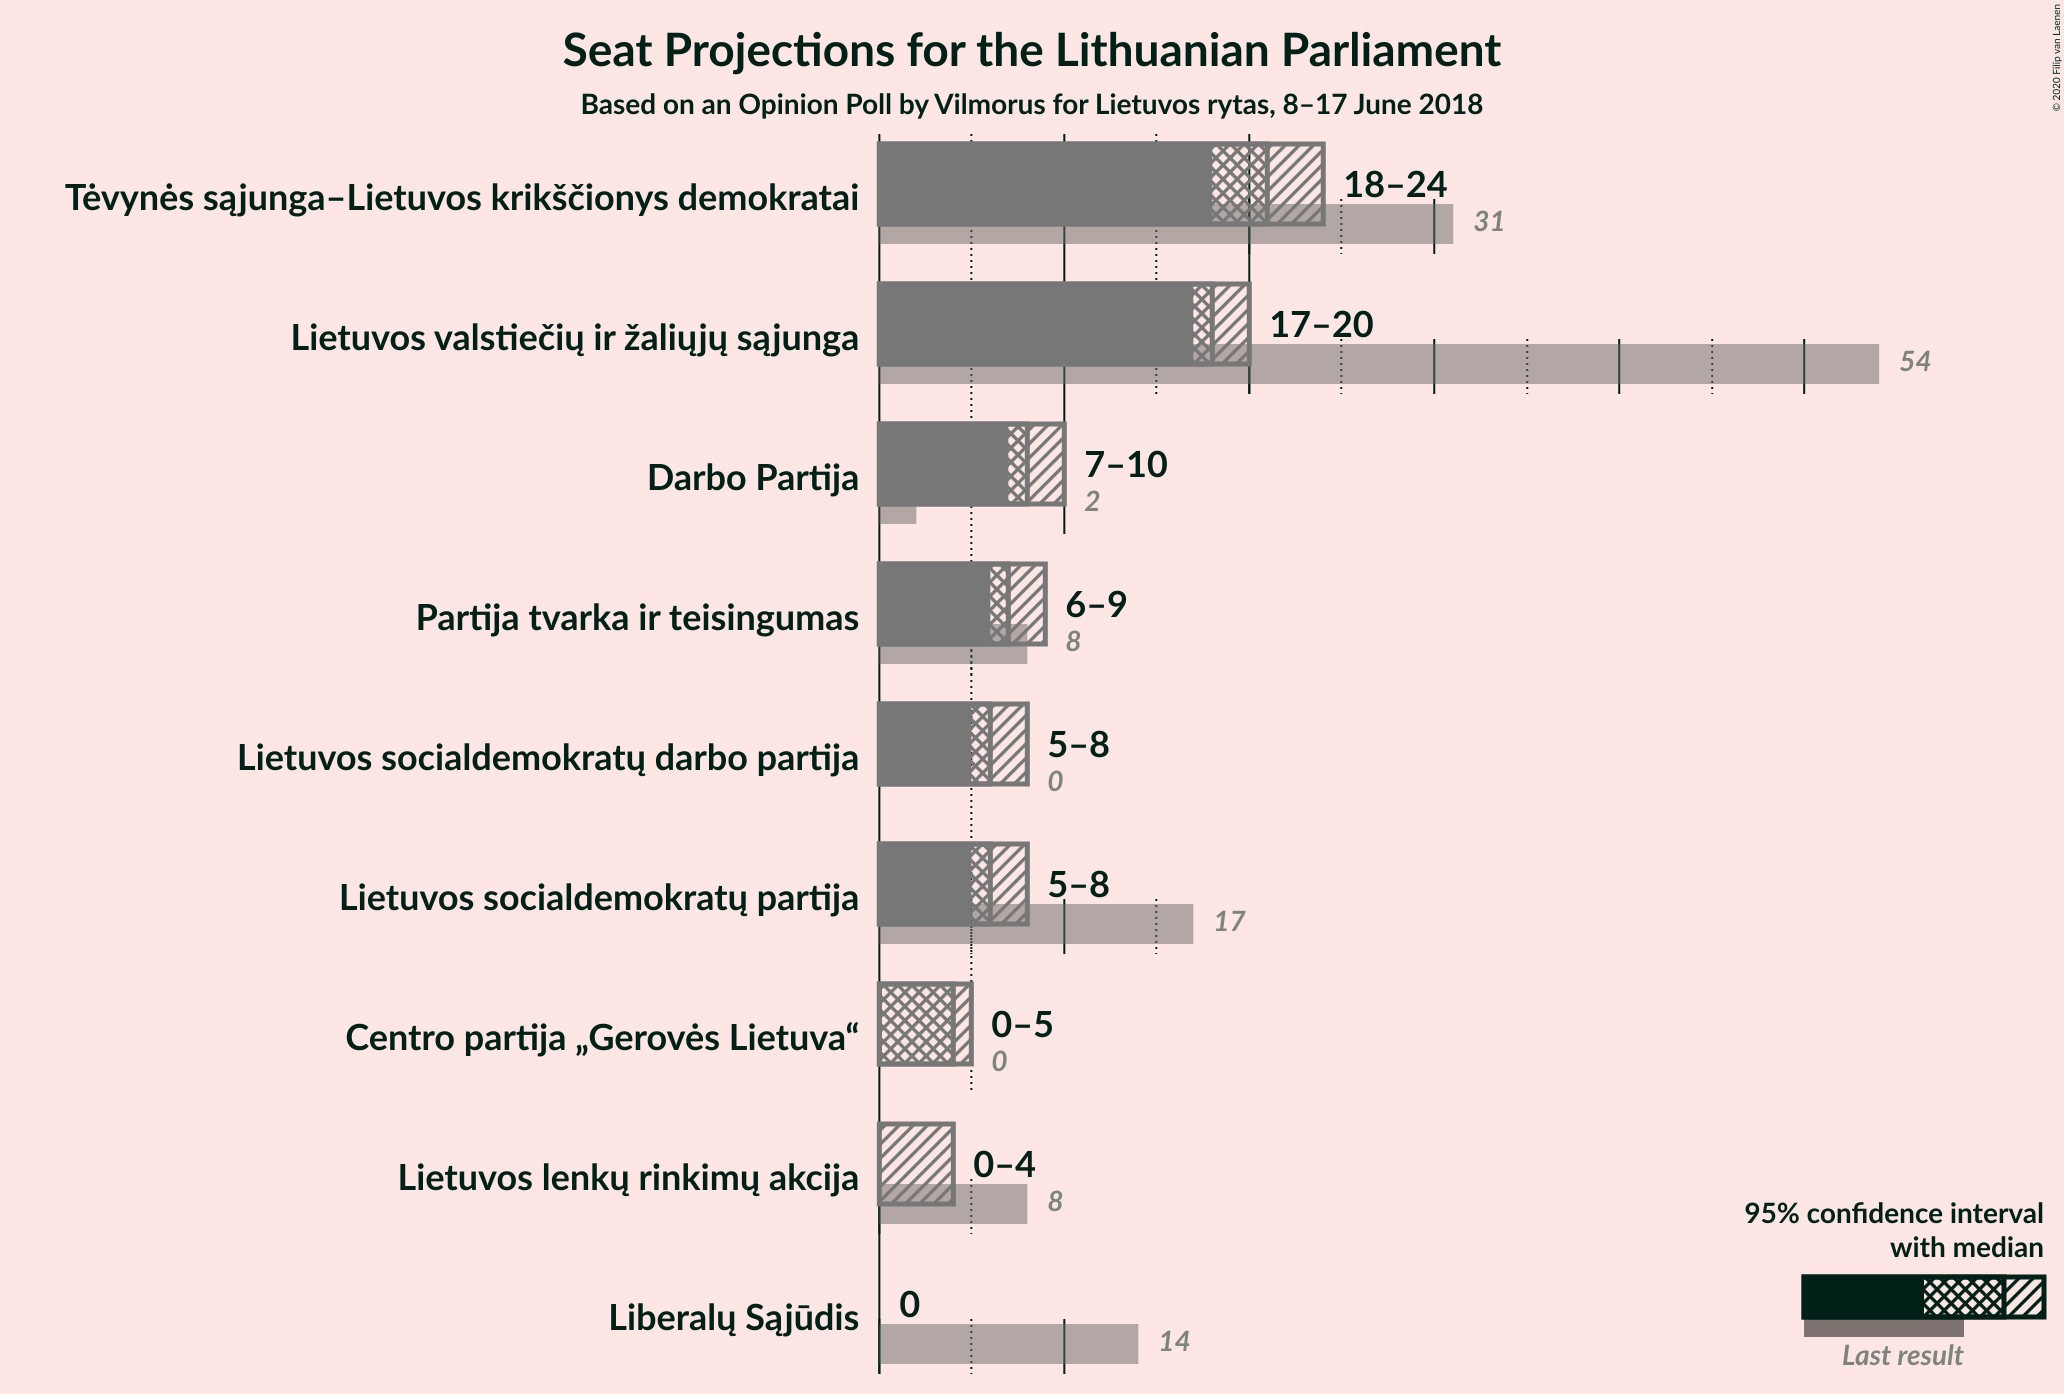 Seat Projections for the Lithuanian Parliament
Based on an Opinion Poll by Vilmorus for Lietuvos rytas, 8–17 June 2018
© 2020 Filip van Laenen
Tėvynės sąjunga–Lietuvos krikščionys demokratai
18–24
31
Lietuvos valstiečių ir žaliųjų sąjunga
17–20
54
Darbo Partija
7–10
2
Partija tvarka ir teisingumas
6–9
8
Lietuvos socialdemokratų darbo partija
5–8
0
Lietuvos socialdemokratų partija
5–8
17
Centro partija „Gerovės Lietuva“
0–5
0
Lietuvos lenkų rinkimų akcija
0–4
8
Liberalų Sąjūdis
0
14
95% confidence interval
with median
Last result